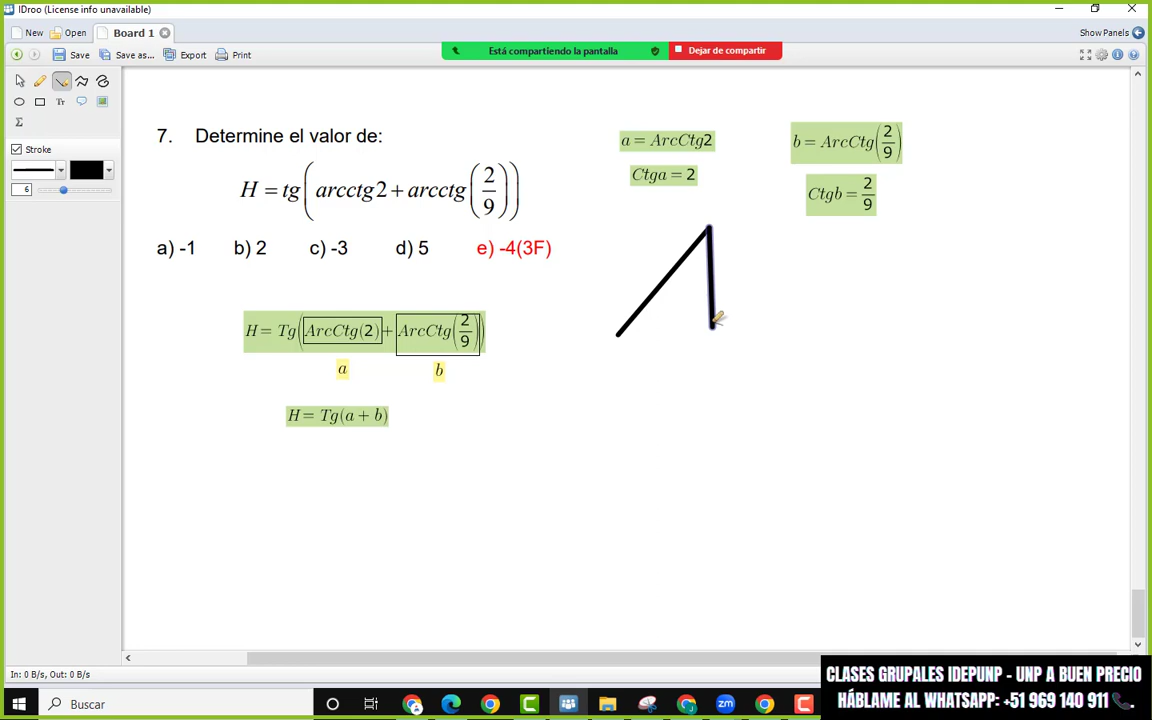 IDroo (License info unavailable)
New Open Board 1 Show Panels
Save Save as... Export Print
Está compartiendo la pantalla Dejar de compartir
Tr
Σ
Stroke
6
7. Determine el valor de:
H = tg(arcctg2 + arcctg(2/9))
a) -1 b) 2 c) -3 d) 5 e) -4(3F)
H = Tg(ArcCtg(2)+ArcCtg(2/9))
a b
H = Tg(a + b)
a = ArcCtg2
Ctga = 2
b = ArcCtg(2/9)
Ctgb = 2/9
In: 0 B/s, Out: 0 B/s
CLASES GRUPALES IDEPUNP - UNP A BUEN PRECIO
HÁBLAME AL WHATSAPP: +51 969 140 911
Buscar
zm